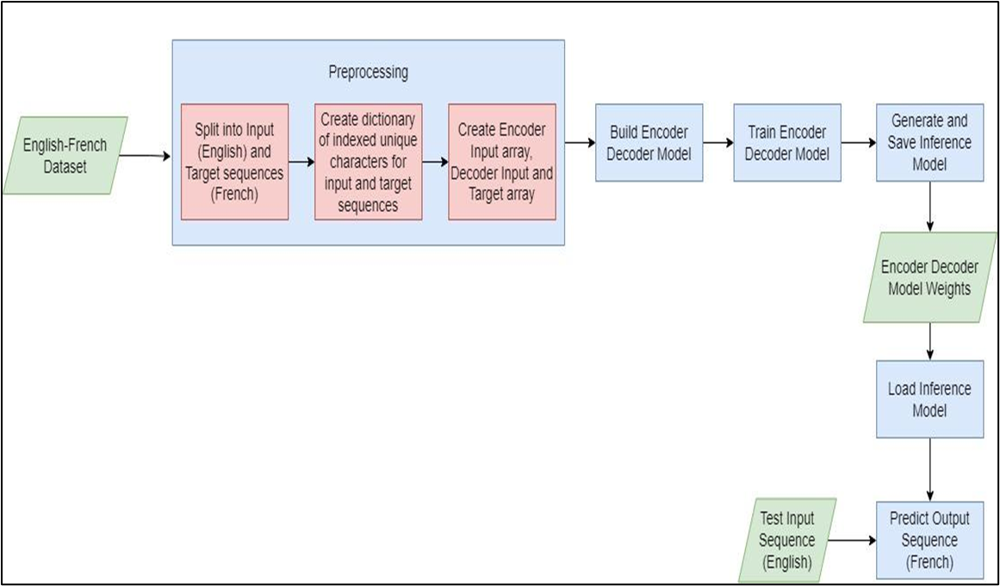 English-French
Dataset
Preprocessing
Split into Input
(English) and
Target sequences
(French)
Create dictionary
of indexed unique
characters for
input and target
sequences
Create Encoder
Input array,
Decoder Input and
Target array
Build Encoder
Decoder Model
Train Encoder
Decoder Model
Generate and
Save Inference
Model
Encoder Decoder
Model Weights
Load Inference
Model
Test Input
Sequence
(English)
Predict Output
Sequence
(French)